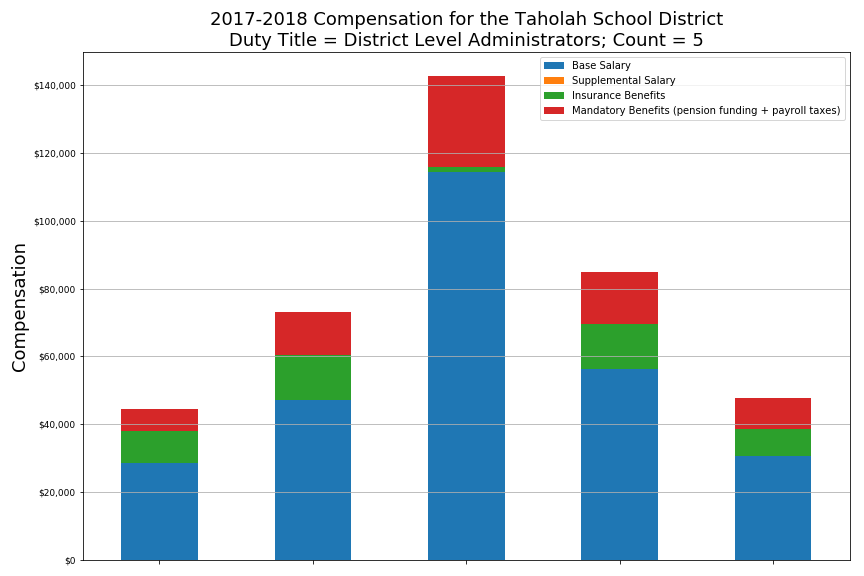 2017-2018 Compensation for the Taholah School District
Duty Title = District Level Administrators; Count = 5
Base Salary
Supplemental Salary
Insurance Benefits
Mandatory Benefits (pension funding + payroll taxes)
Compensation
$140,000
$120,000
$100,000
$80,000
$60,000
$40,000
$20,000
$0